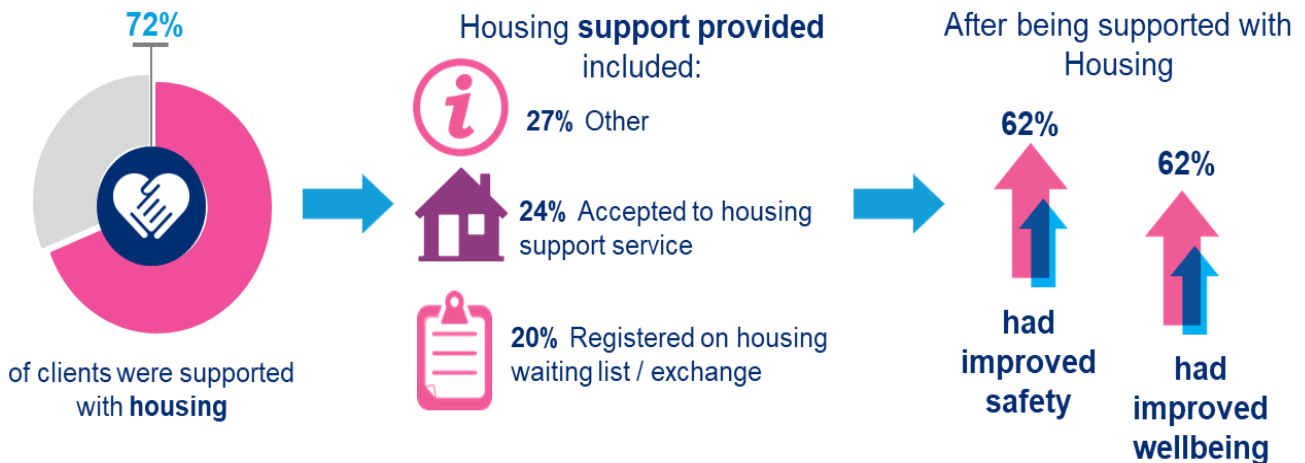 72%
of clients were supported
with housing
Housing support provided
included:
27% Other
24% Accepted to housing
support service
20% Registered on housing
waiting list / exchange
After being supported with
Housing
62%
had
improved
safety
62%
had
improved
wellbeing